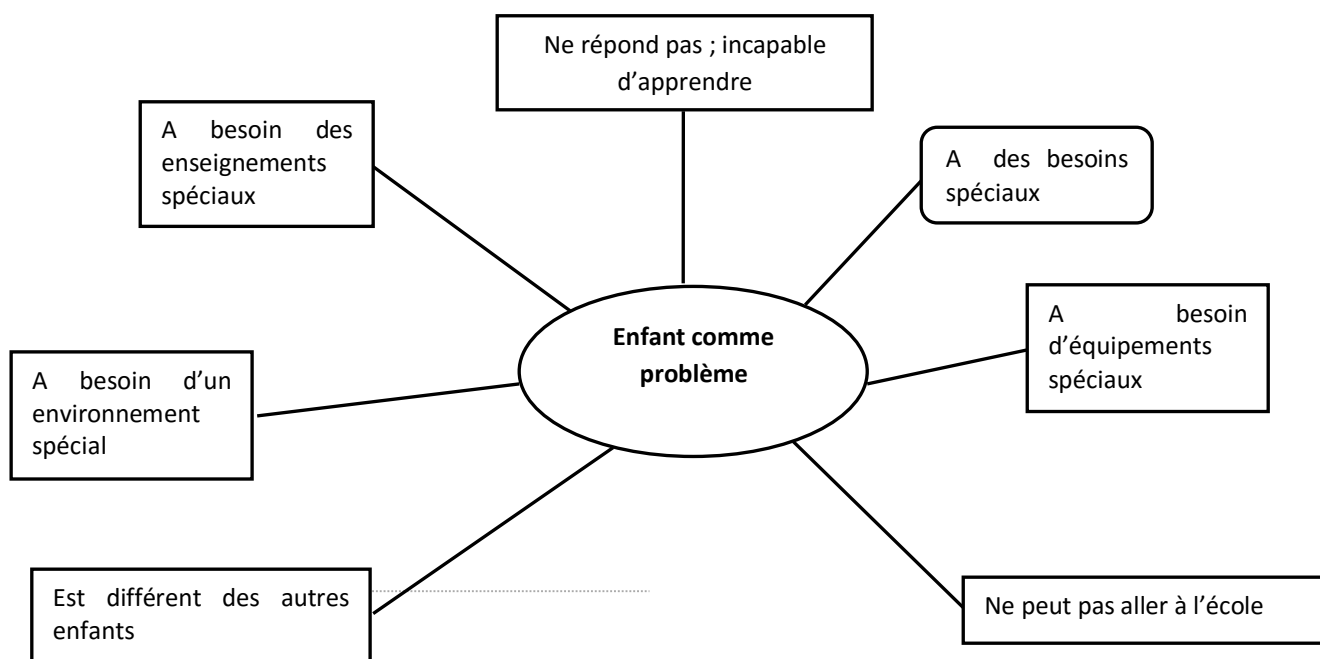 Ne répond pas ; incapable
d’apprendre
A besoin des
enseignements
spéciaux
A des besoins
spéciaux
Enfant comme
problème
A besoin
d’équipements
spéciaux
A besoin d’un
environnement
spécial
Est différent des autres
enfants
Ne peut pas aller à l’école